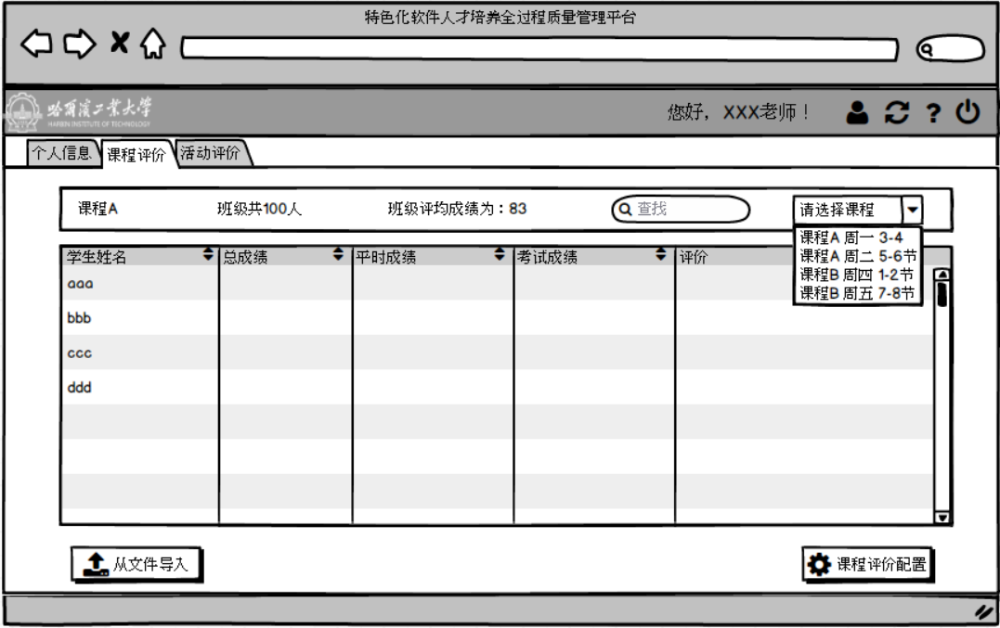 特色化软件人才培养全过程质量管理平台
哈爾濱工業大學
HARBIN INSTITUTE OF TECHNOLOGY
您好，XXX老师！
个人信息 课程评价 活动评价
课程A 班级共100人 班级评均成绩为：83 查找 请选择课程
课程A 周一 3-4
课程A 周二 5-6节
课程B 周四 1-2节
课程B 周五 7-8节
学生姓名 总成绩 平时成绩 考试成绩 评价
aaa
bbb
ccc
ddd
从文件导入 课程评价配置